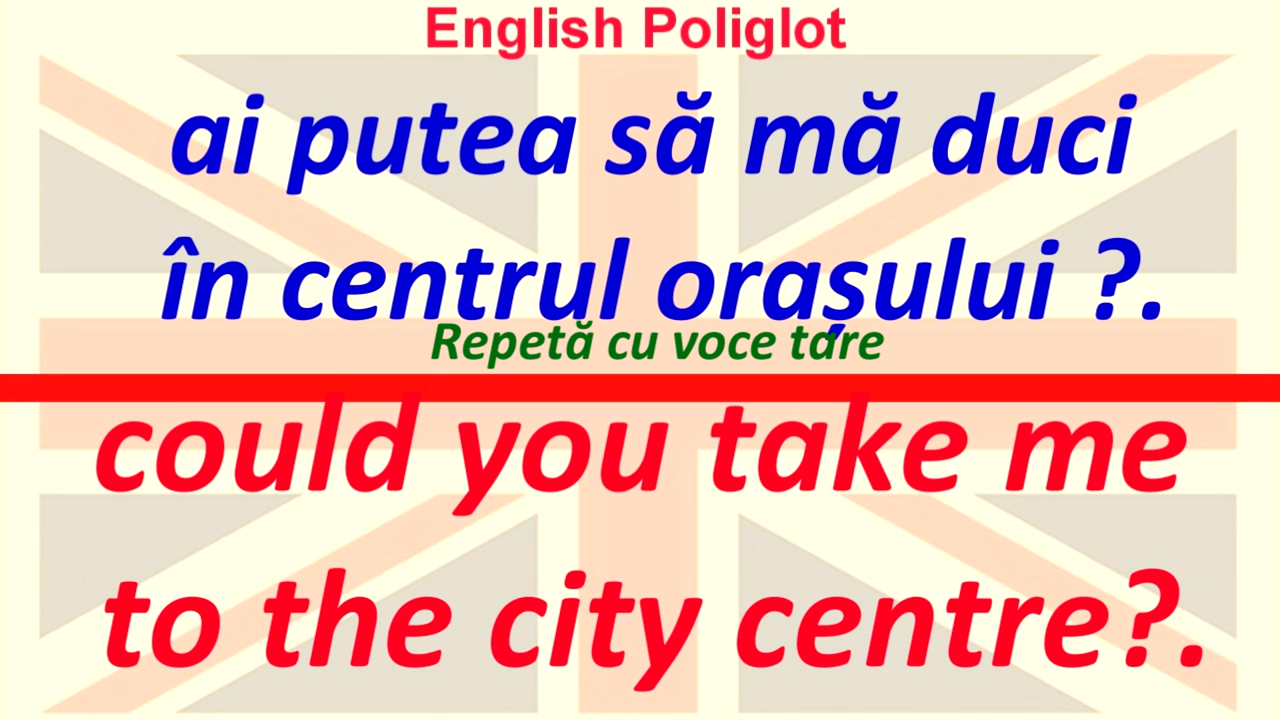 English Poliglot
ai putea să mă duci
în centrul orașului ?.
Repetă cu voce tare
could you take me
to the city centre?.